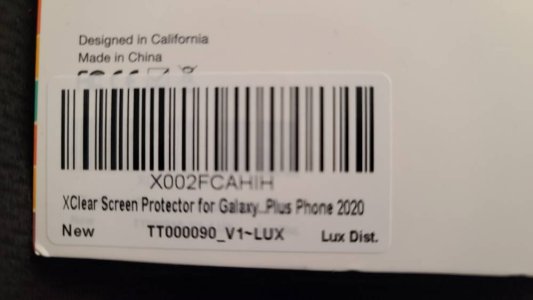 Designed in California
Made in China
X002FCAHIH
XClear Screen Protector for Galaxy...Plus Phone 2020
New TT000090_V1~LUX Lux Dist.